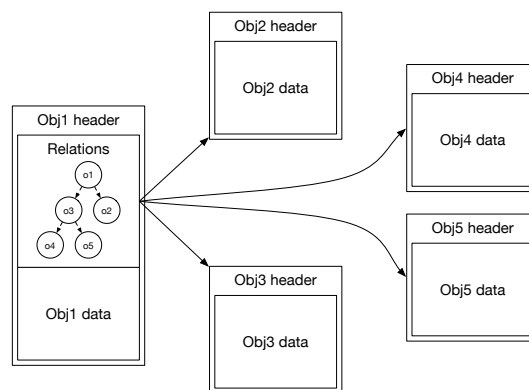 Obj1 header
Relations
o1
o3
o2
o4
o5
Obj1 data
Obj2 header
Obj2 data
Obj3 header
Obj3 data
Obj4 header
Obj4 data
Obj5 header
Obj5 data